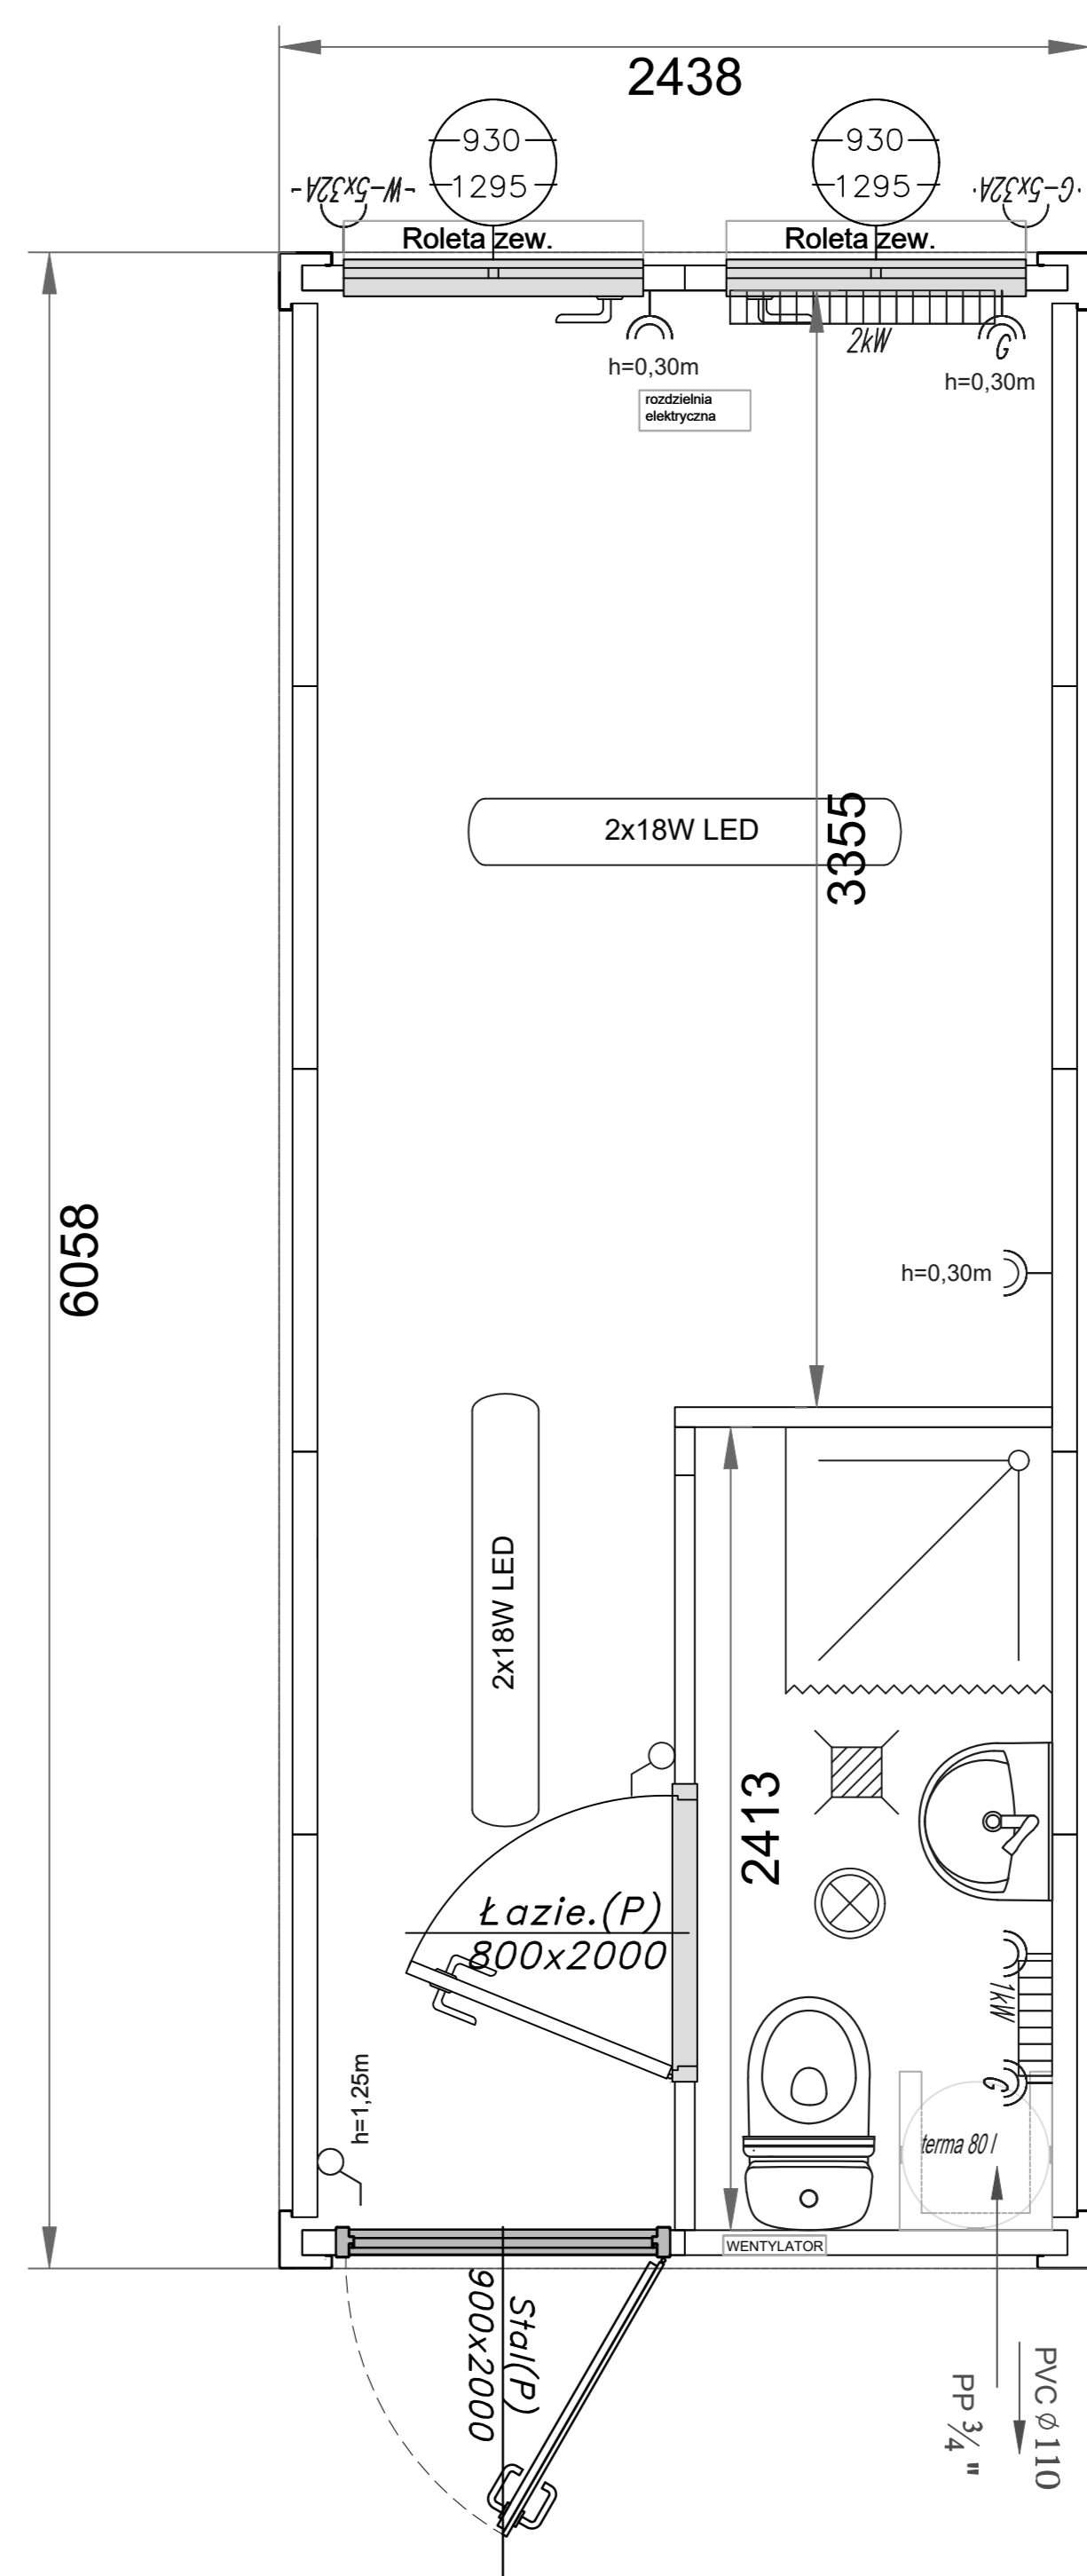 2438
930
1295
930
1295
-W-5x32A-
G-5x32A
Roleta zew.
Roleta zew.
2kW
G
h=0,30m
h=0,30m
rozdzielnia
elektryczna
2x18W LED
3355
6058
h=0,30m
2x18W LED
2413
Łazie.(P)
800x2000
1kW
G
h=1,25m
terma 80 l
WENTYLATOR
Stal(P)
900x2000
PVC ⌀110
PP 3/4 "